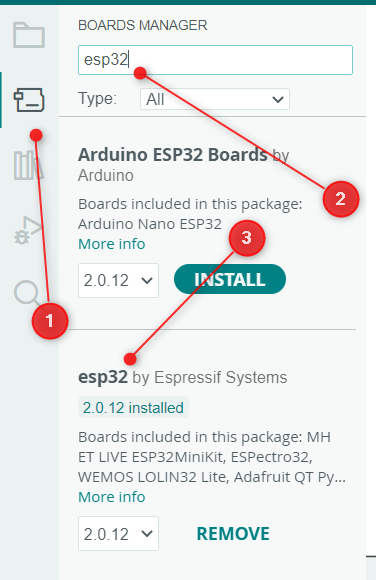 BOARDS MANAGER
esp32
Type: All
Arduino ESP32 Boards by
Arduino
Boards included in this package:
Arduino Nano ESP32
More info
2.0.12 INSTALL
esp32 by Espressif Systems
2.0.12 installed
Boards included in this package: MH
ET LIVE ESP32MiniKit, ESPectro32,
WEMOS LOLIN32 Lite, Adafruit QT Py...
More info
2.0.12 REMOVE
1
2
3